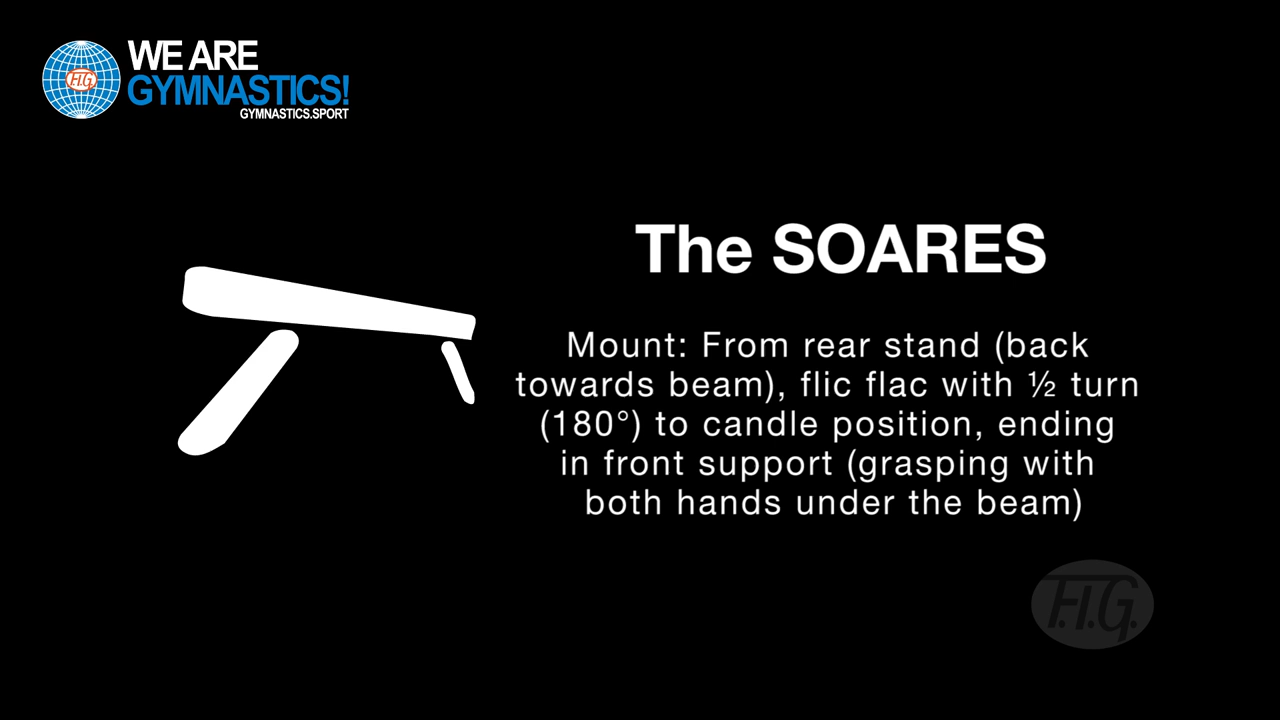 WE ARE
GYMNASTICS!
GYMNASTICS.SPORT
F.I.G.
The SOARES
Mount: From rear stand (back
towards beam), flic flac with ½ turn
(180°) to candle position, ending
in front support (grasping with
both hands under the beam)
F.I.G.